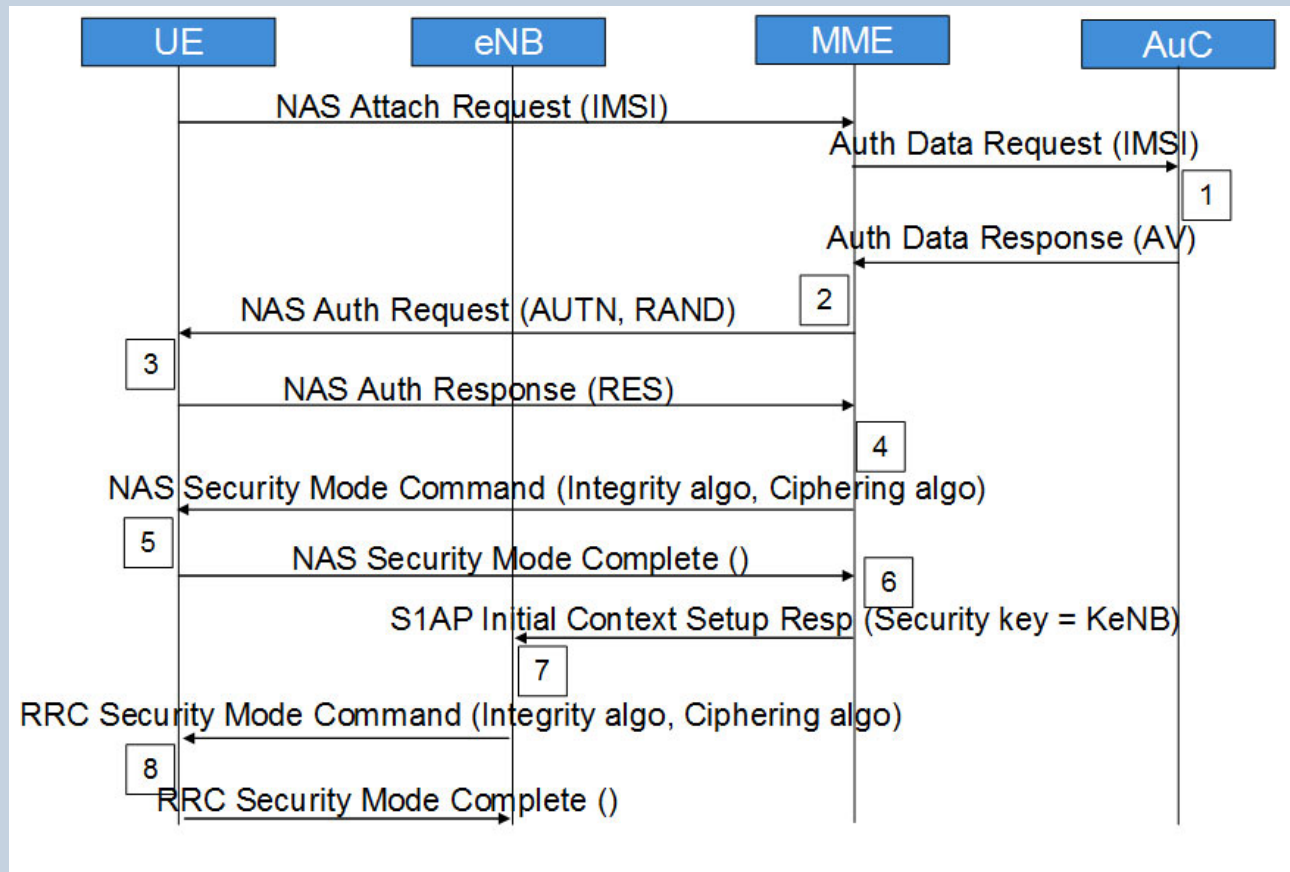 UE
eNB
MME
AuC
NAS Attach Request (IMSI)
Auth Data Request (IMSI)
1
Auth Data Response (AV)
2
NAS Auth Request (AUTN, RAND)
3
NAS Auth Response (RES)
4
NAS Security Mode Command (Integrity algo, Ciphering algo)
5
NAS Security Mode Complete ()
6
S1AP Initial Context Setup Resp (Security key = KeNB)
7
RRC Security Mode Command (Integrity algo, Ciphering algo)
8
RRC Security Mode Complete ()